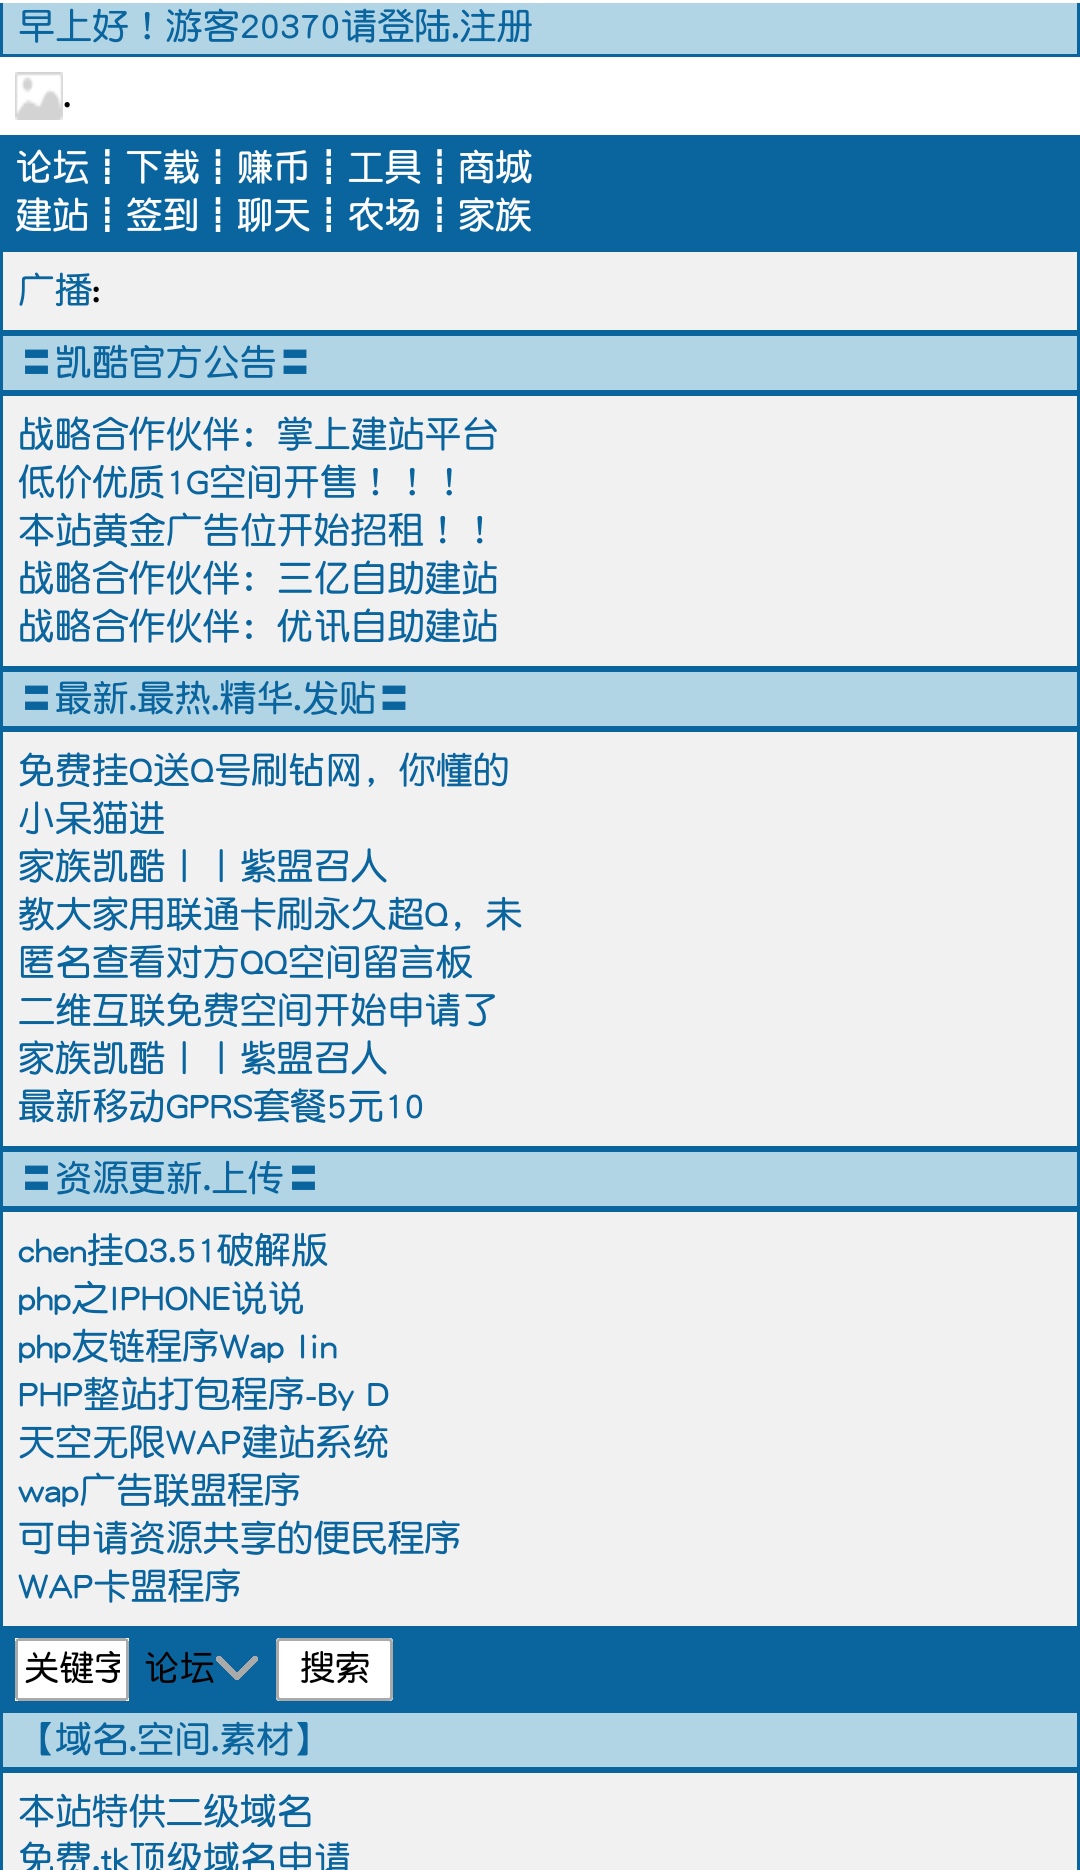 早上好！游客20370请登陆.注册
.
论坛┊下载┊赚币┊工具┊商城
建站┊签到┊聊天┊农场┊家族
广播:
〓凯酷官方公告〓
战略合作伙伴：掌上建站平台
低价优质1G空间开售！！！
本站黄金广告位开始招租！！
战略合作伙伴：三亿自助建站
战略合作伙伴：优讯自助建站
〓最新.最热.精华.发贴〓
免费挂Q送Q号刷钻网，你懂的
小呆猫进
家族凯酷丨丨紫盟召人
教大家用联通卡刷永久超Q，未
匿名查看对方QQ空间留言板
二维互联免费空间开始申请了
家族凯酷丨丨紫盟召人
最新移动GPRS套餐5元10
〓资源更新.上传〓
chen挂Q3.51破解版
php之IPHONE说说
php友链程序Wap lin
PHP整站打包程序-By D
天空无限WAP建站系统
wap广告联盟程序
可申请资源共享的便民程序
WAP卡盟程序
关键字 论坛 搜索
【域名.空间.素材】
本站特供二级域名
免费.tk顶级域名申请